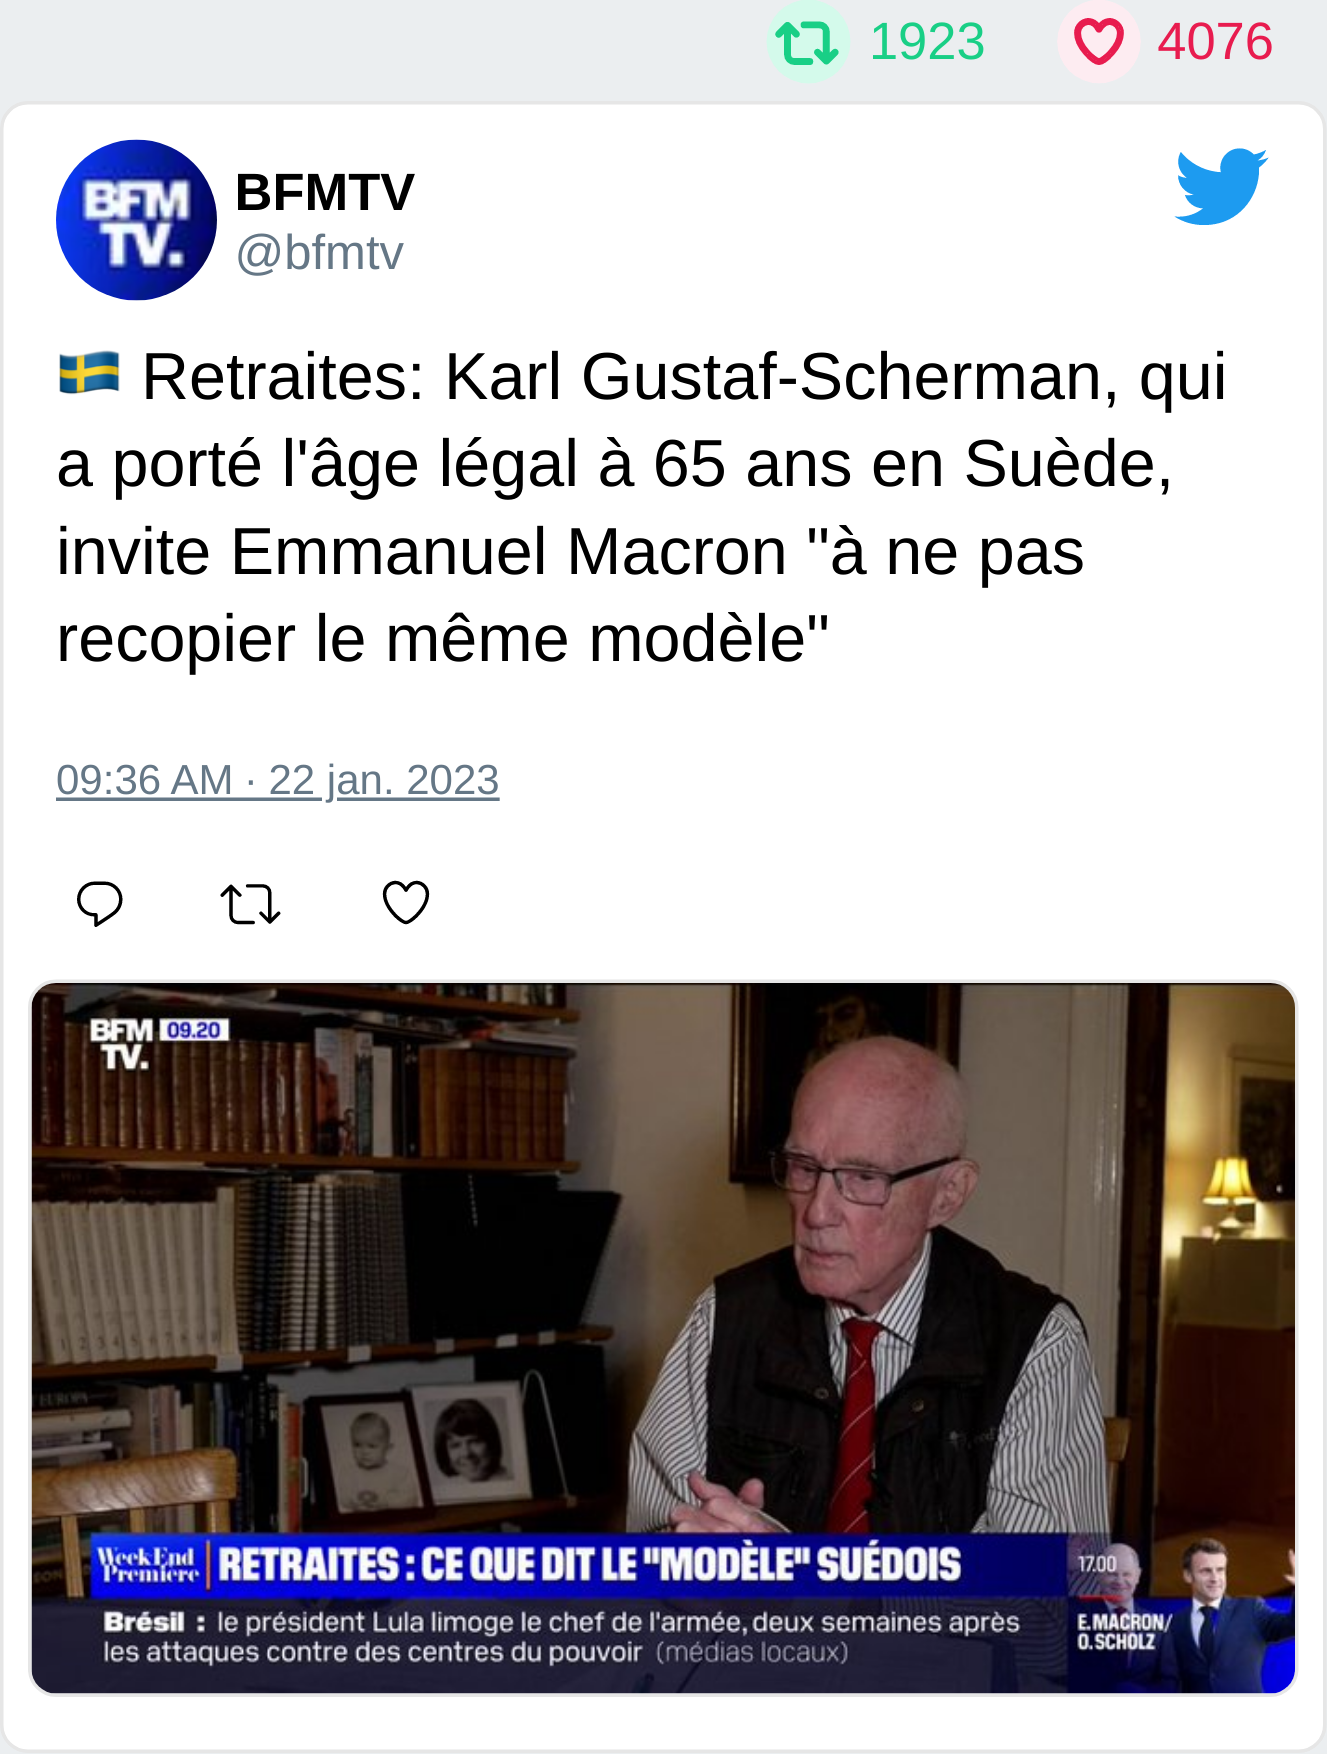 1923 4076
BFM
TV.
BFMTV
@bfmtv
🇸🇪 Retraites: Karl Gustaf-Scherman, qui
a porté l'âge légal à 65 ans en Suède,
invite Emmanuel Macron "à ne pas
recopier le même modèle"
09:36 AM · 22 jan. 2023
BFM 09.20
TV.
WeekEnd
Première
RETRAITES : CE QUE DIT LE "MODÈLE" SUÉDOIS
Brésil : le président Lula limoge le chef de l'armée, deux semaines après
les attaques contre des centres du pouvoir (médias locaux)
17.00
E.MACRON/
O.SCHOLZ